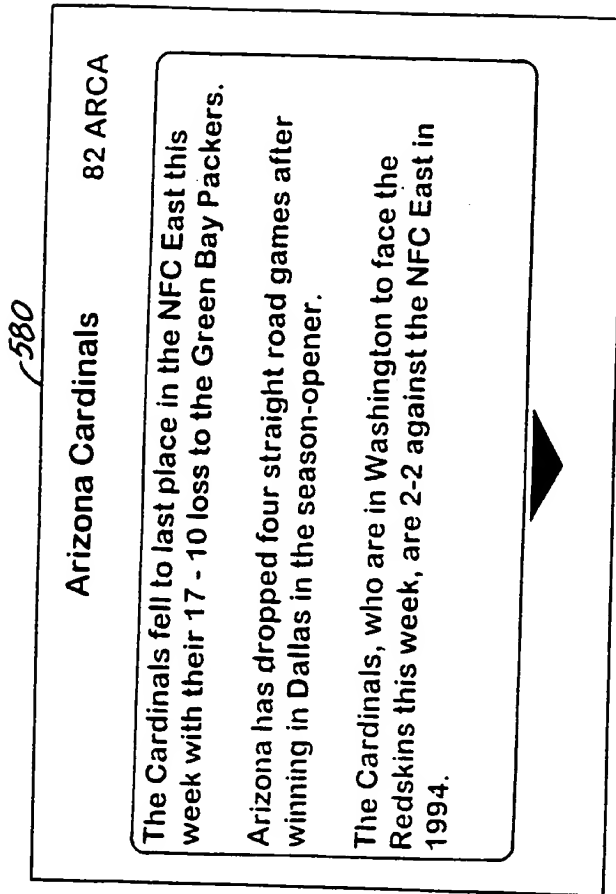 580
Arizona Cardinals 82 ARCA
The Cardinals fell to last place in the NFC East this
week with their 17 - 10 loss to the Green Bay Packers.
Arizona has dropped four straight road games after
winning in Dallas in the season-opener.
The Cardinals, who are in Washington to face the
Redskins this week, are 2-2 against the NFC East in
1994.